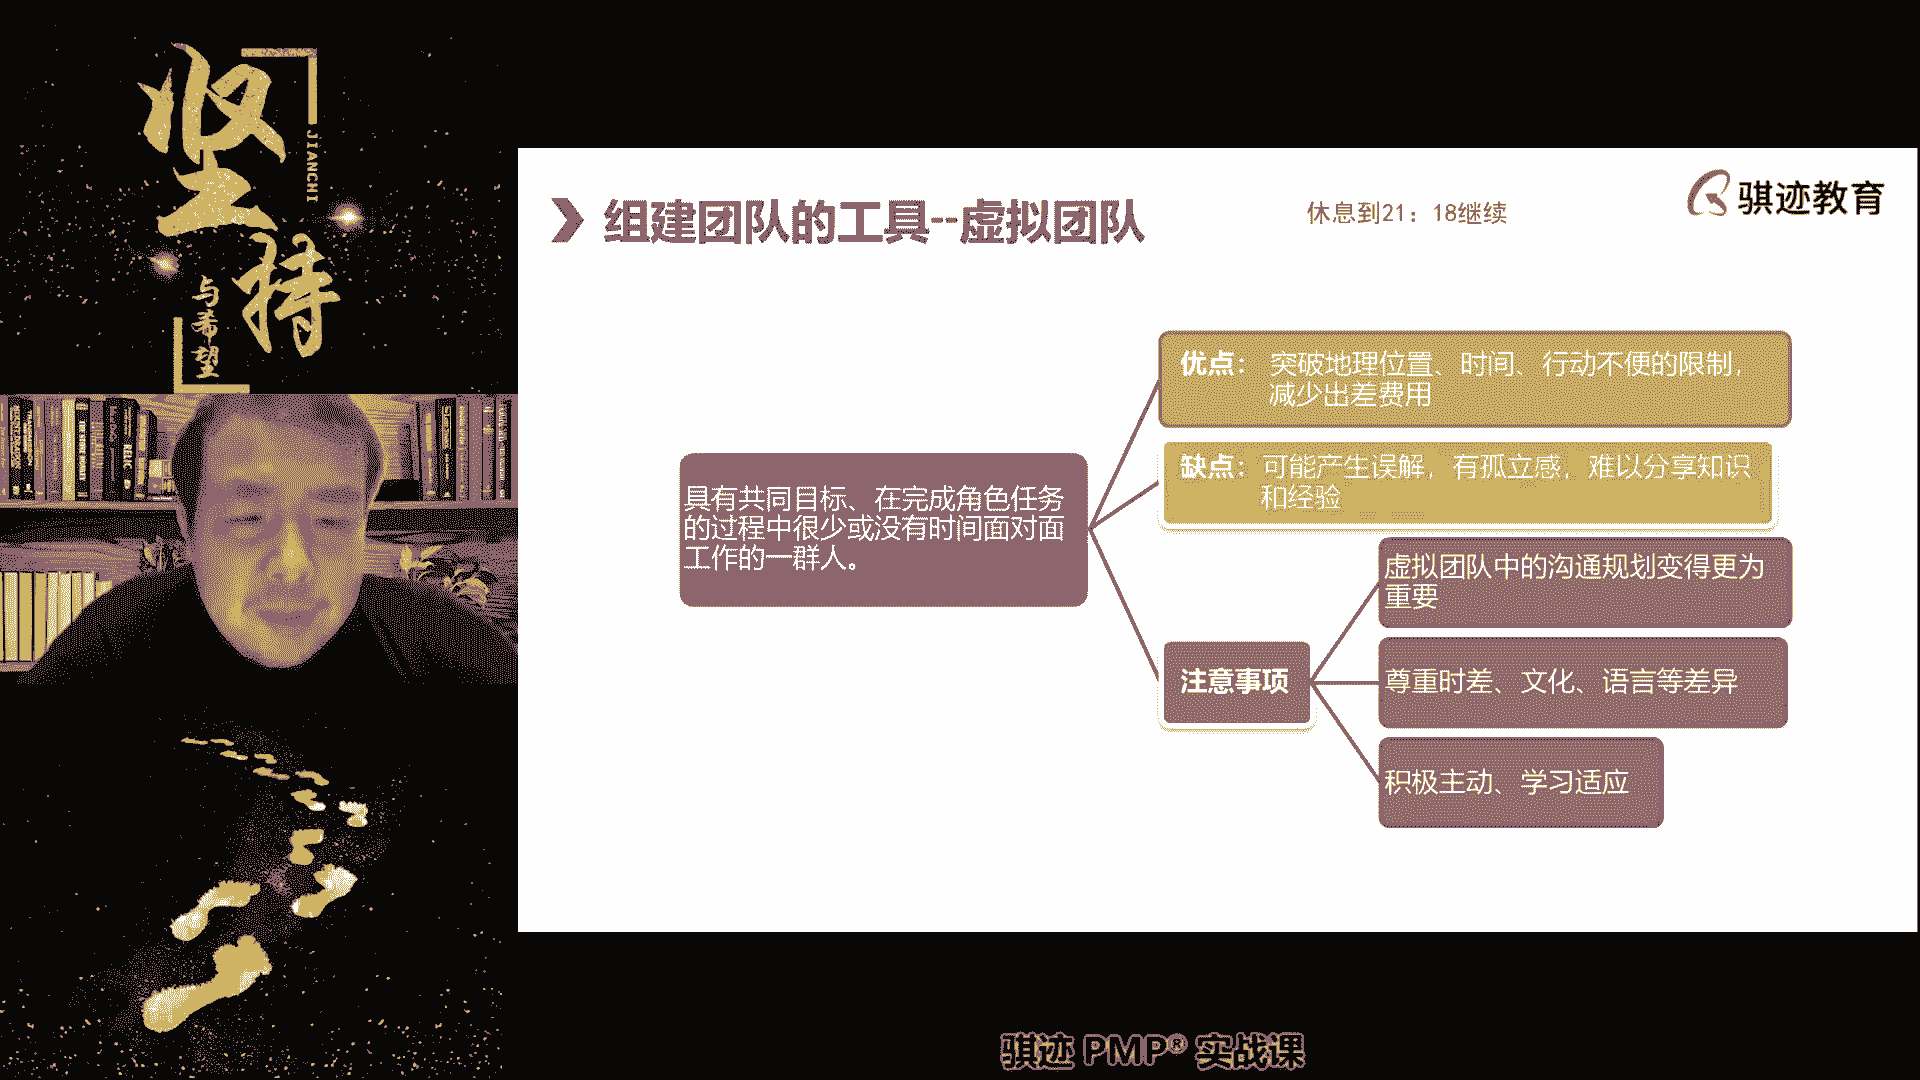 坚持
JIANCHI
与希望
组建团队的工具--虚拟团队
休息到21：18继续
骐迹教育
优点： 突破地理位置、时间、行动不便的限制，
减少出差费用
缺点： 可能产生误解，有孤立感，难以分享知识
和经验
具有共同目标、在完成角色任务
的过程中很少或没有时间面对面
工作的一群人。
注意事项
虚拟团队中的沟通规划变得更为
重要
尊重时差、文化、语言等差异
积极主动、学习适应
骐迹 PMP® 实战课